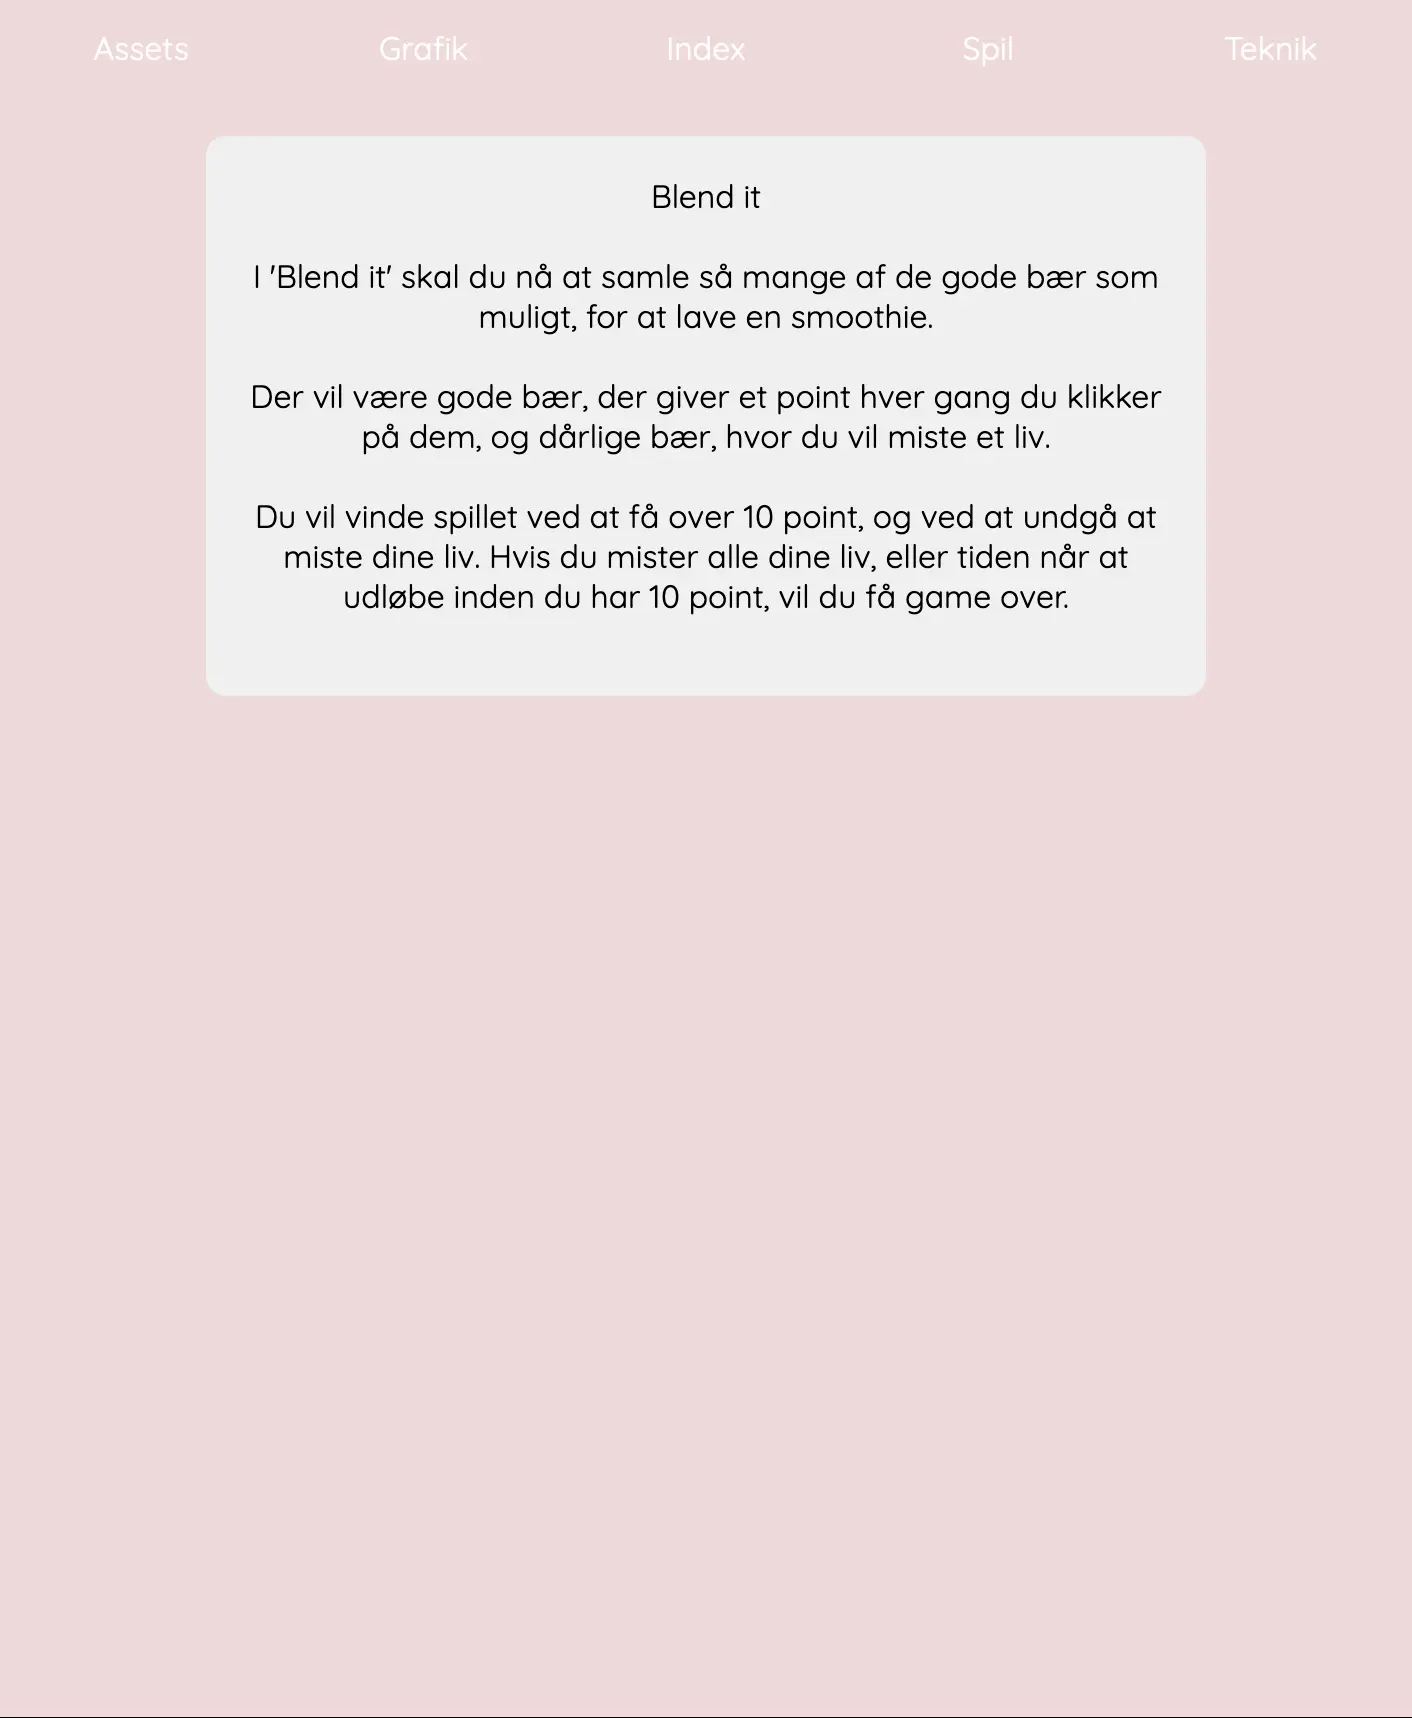 Assets Grafik Index Spil Teknik
Blend it
I 'Blend it' skal du nå at samle så mange af de gode bær som
muligt, for at lave en smoothie.
Der vil være gode bær, der giver et point hver gang du klikker
på dem, og dårlige bær, hvor du vil miste et liv.
Du vil vinde spillet ved at få over 10 point, og ved at undgå at
miste dine liv. Hvis du mister alle dine liv, eller tiden når at
udløbe inden du har 10 point, vil du få game over.